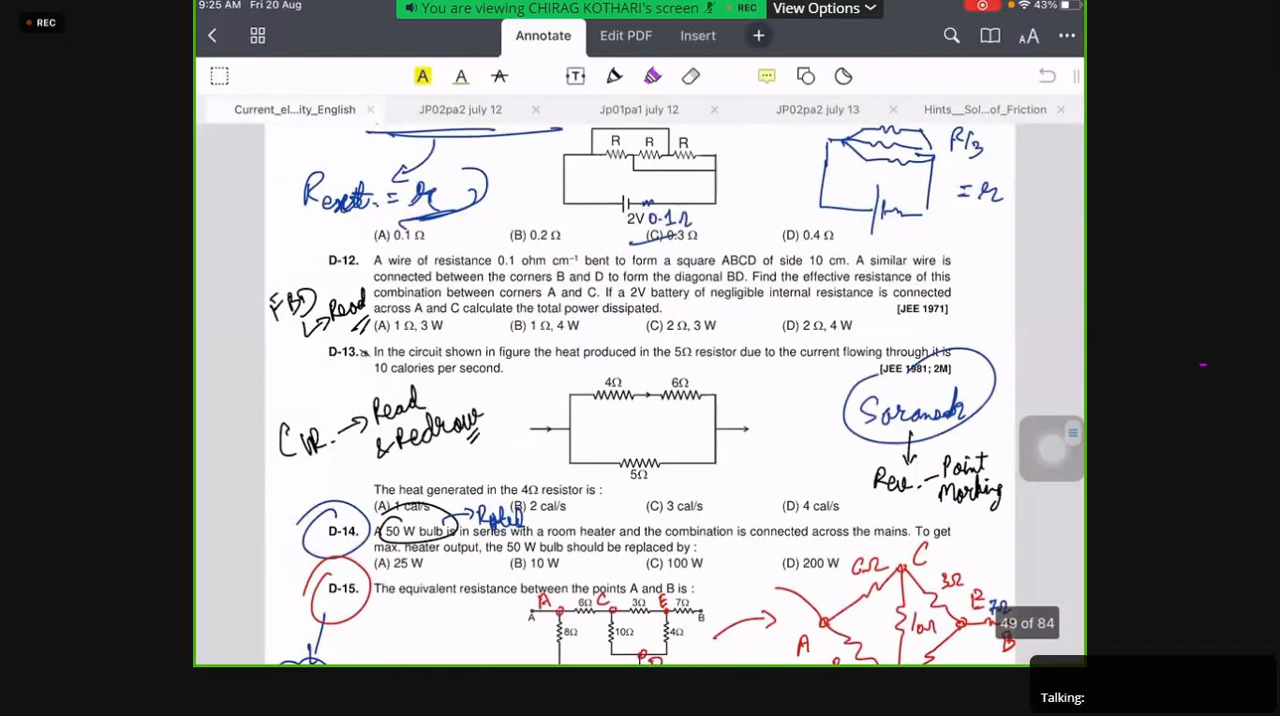 9:25 AM Fri 20 Aug
You are viewing CHIRAG KOTHARI's screen
REC
View Options
43%
REC
Annotate
Edit PDF
Insert
+
AA
Current_el...ity_English
JP02pa2 july 12
Jp01pa1 july 12
JP02pa2 july 13
Hints__Sol...of_Friction
R R R
R/3
= r
= r
2V 0.1Ω
(A) 0.1 Ω (B) 0.2 Ω (C) 0.3 Ω (D) 0.4 Ω
D-12. A wire of resistance 0.1 ohm cm⁻¹ bent to form a square ABCD of side 10 cm. A similar wire is
connected between the corners B and D to form the diagonal BD. Find the effective resistance of this
combination between corners A and C. If a 2V battery of negligible internal resistance is connected
across A and C calculate the total power dissipated. [JEE 1971]
FBD
Read
(A) 1 Ω, 3 W (B) 1 Ω, 4 W (C) 2 Ω, 3 W (D) 2 Ω, 4 W
D-13. In the circuit shown in figure the heat produced in the 5Ω resistor due to the current flowing through it is
10 calories per second. [JEE 1981; 2M]
4Ω 6Ω
Read
& Redrow
5Ω
Rev. – Point
Marking
The heat generated in the 4Ω resistor is :
(A) 1 cal/s (B) 2 cal/s (C) 3 cal/s (D) 4 cal/s
D-14. A 50 W bulb is in series with a room heater and the combination is connected across the mains. To get
max. heater output, the 50 W bulb should be replaced by :
(A) 25 W (B) 10 W (C) 100 W (D) 200 W
D-15. The equivalent resistance between the points A and B is :
A C E
6Ω 3Ω 7Ω
A B
8Ω 10Ω 4Ω
D
C
6Ω 3Ω
E
7Ω
10Ω
A
B
49 of 84
Talking: